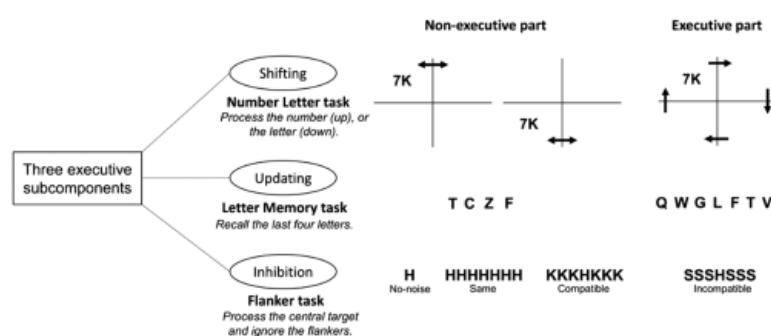 Non-executive part
Executive part
Shifting
Number Letter task
Process the number (up), or
the letter (down).
7K
7K
7K
Three executive
subcomponents
Updating
Letter Memory task
Recall the last four letters.
T C Z F
Q W G L F T V
Inhibition
Flanker task
Process the central target
and ignore the flankers.
H
No-noise
HHHHHHH
Same
KKKHKKK
Compatible
SSSHSSS
Incompatible